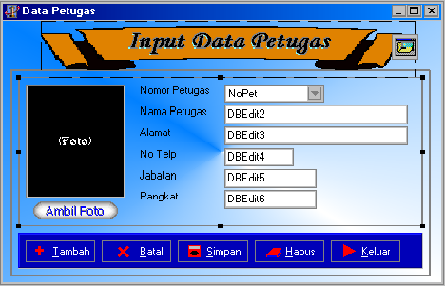 Data Petugas
Input Data Petugas
Nomor Petugas NoPet
Nama Petugas DBEdit2
Alamat DBEdit3
No Telp DBEdit4
Jabatan DBEdit5
Pangkat DBEdit6
(Foto)
Ambil Foto
Tambah Batal Simpan Hapus Keluar